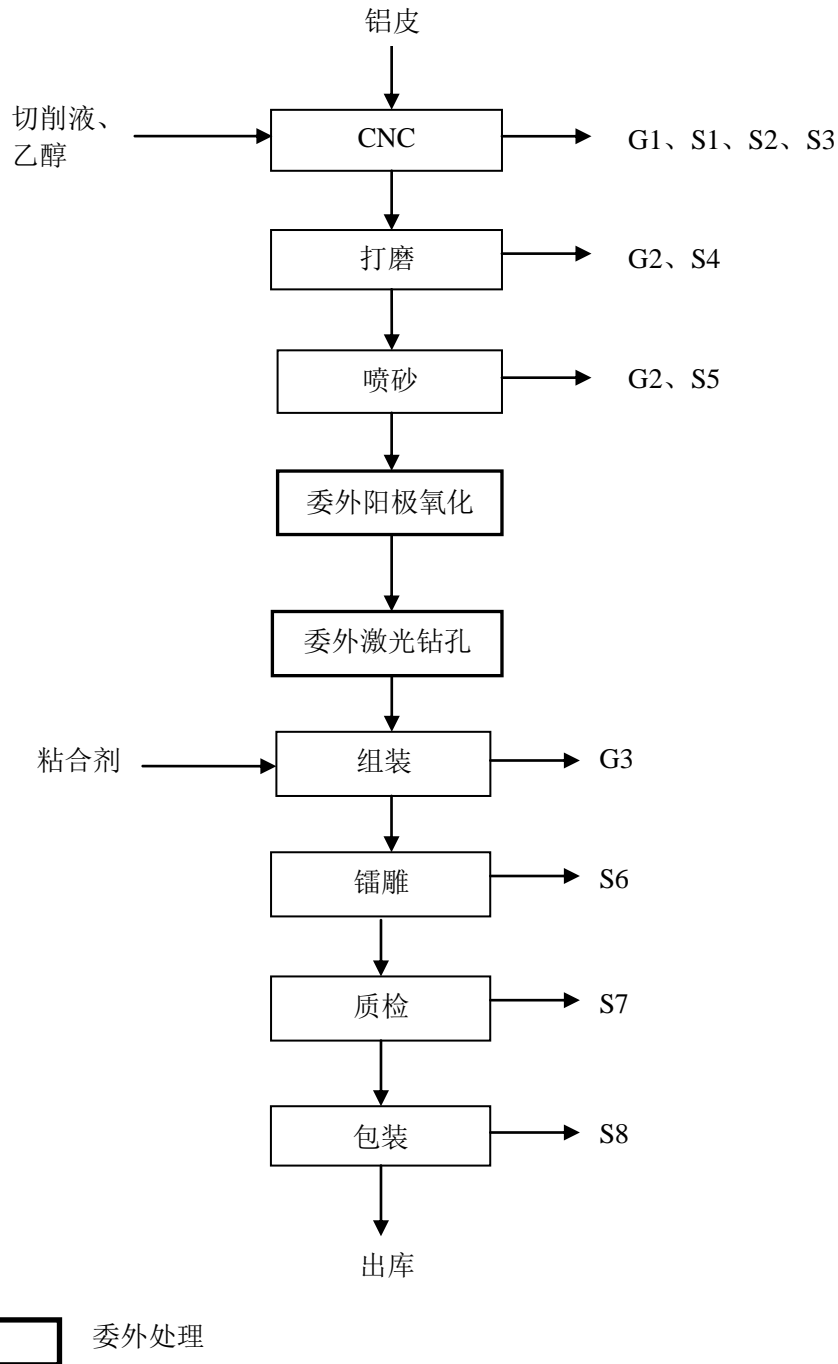 铝皮
切削液、
乙醇
CNC
G1、S1、S2、S3
打磨
G2、S4
喷砂
G2、S5
委外阳极氧化
委外激光钻孔
粘合剂
组装
G3
镭雕
S6
质检
S7
包装
S8
出库
委外处理